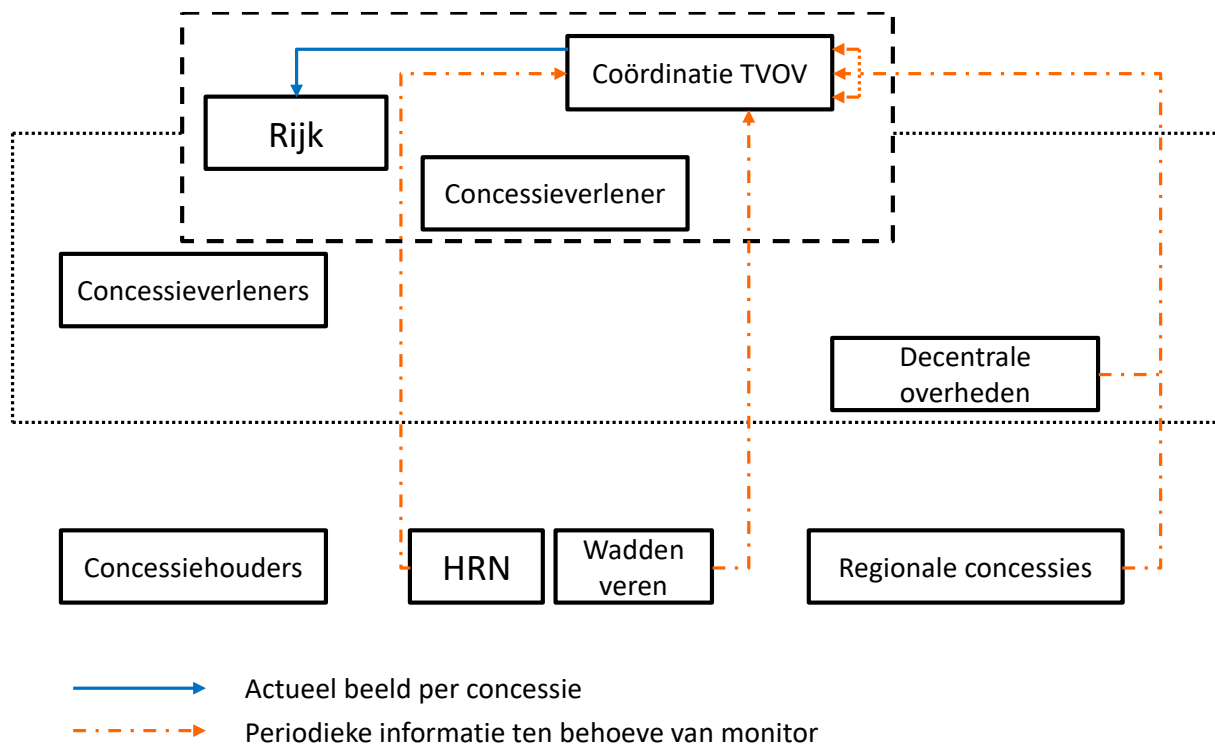 Coördinatie TVOV
Rijk
Concessieverlener
Concessieverleners
Decentrale
overheden
Concessiehouders
HRN
Wadden
veren
Regionale concessies
Actueel beeld per concessie
Periodieke informatie ten behoeve van monitor